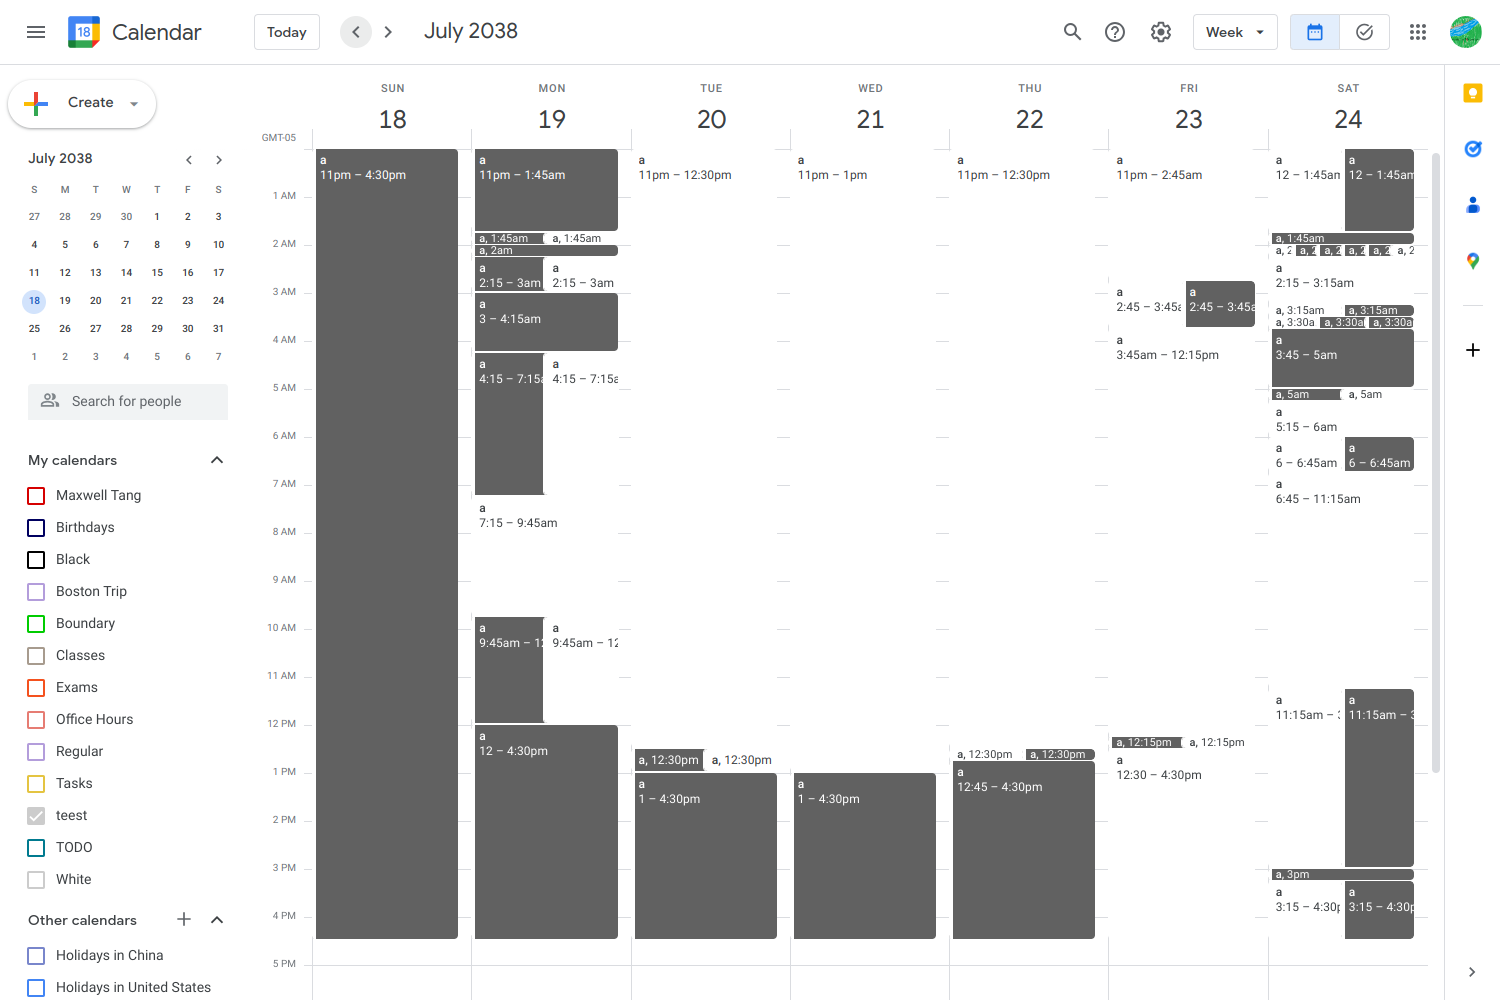 18 Calendar Today July 2038 Week
Create
SUN MON TUE WED THU FRI SAT
18 19 20 21 22 23 24
GMT-05
July 2038
S M T W T F S
27 28 29 30 1 2 3
4 5 6 7 8 9 10
11 12 13 14 15 16 17
18 19 20 21 22 23 24
25 26 27 28 29 30 31
1 2 3 4 5 6 7
Search for people
My calendars
Maxwell Tang
Birthdays
Black
Boston Trip
Boundary
Classes
Exams
Office Hours
Regular
Tasks
teest
TODO
White
Other calendars
Holidays in China
Holidays in United States
1 AM
2 AM
3 AM
4 AM
5 AM
6 AM
7 AM
8 AM
9 AM
10 AM
11 AM
12 PM
1 PM
2 PM
3 PM
4 PM
5 PM
a
11pm – 4:30pm
a
11pm – 1:45am
a, 1:45am
a, 1:45am
a, 2am
a
2:15 – 3am
a
2:15 – 3am
a
3 – 4:15am
a
4:15 – 7:15a
a
4:15 – 7:15a
a
7:15 – 9:45am
a
9:45am – 12
a
9:45am – 12
a
12 – 4:30pm
a
11pm – 12:30pm
a, 12:30pm
a, 12:30pm
a
1 – 4:30pm
a
11pm – 1pm
a
1 – 4:30pm
a
11pm – 12:30pm
a, 12:30pm
a, 12:30pm
a
12:45 – 4:30pm
a
11pm – 2:45am
a
2:45 – 3:45a
a
2:45 – 3:45a
a
3:45am – 12:15pm
a, 12:15pm
a, 12:15pm
a
12:30 – 4:30pm
a
12 – 1:45am
a
12 – 1:45am
a, 1:45am
a, 2
a, 2
a, 2
a, 2
a, 2
a, 2
a
2:15 – 3:15am
a, 3:15am
a, 3:15am
a, 3:30a
a, 3:30a
a, 3:30a
a
3:45 – 5am
a, 5am
a, 5am
a
5:15 – 6am
a
6 – 6:45am
a
6 – 6:45am
a
6:45 – 11:15am
a
11:15am – 3
a
11:15am – 3
a, 3pm
a
3:15 – 4:30p
a
3:15 – 4:30p